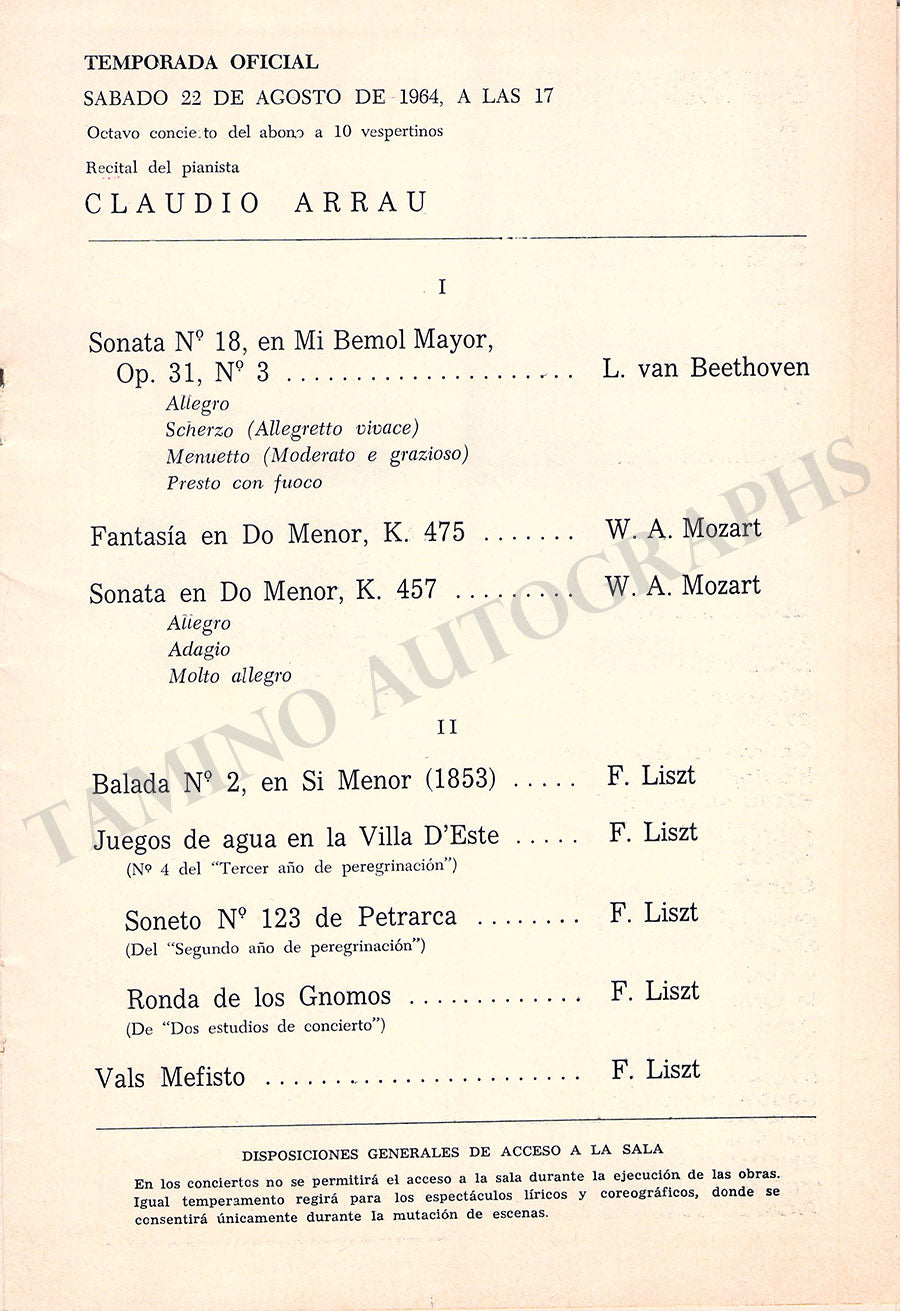 TEMPORADA OFICIAL
SABADO 22 DE AGOSTO DE 1964, A LAS 17
Octavo concierto del abono a 10 vespertinos
Recital del pianista
CLAUDIO ARRAU
I
Sonata Nº 18, en Mi Bemol Mayor,
Op. 31, Nº 3 . . . . . . . . . . . . . . . . . . . . . L. van Beethoven
Allegro
Scherzo (Allegretto vivace)
Menuetto (Moderato e grazioso)
Presto con fuoco
Fantasía en Do Menor, K. 475 . . . . . . . W. A. Mozart
Sonata en Do Menor, K. 457 . . . . . . . . . W. A. Mozart
Allegro
Adagio
Molto allegro
TAMINO AUTOGRAPHS
II
Balada Nº 2, en Si Menor (1853) . . . . . F. Liszt
Juegos de agua en la Villa D'Este . . . . . F. Liszt
(Nº 4 del "Tercer año de peregrinación")
Soneto Nº 123 de Petrarca . . . . . . . . F. Liszt
(Del "Segundo año de peregrinación")
Ronda de los Gnomos . . . . . . . . . . . . . F. Liszt
(De "Dos estudios de concierto")
Vals Mefisto . . . . . . . . . . . . . . . . . . . . . . . F. Liszt
DISPOSICIONES GENERALES DE ACCESO A LA SALA
En los conciertos no se permitirá el acceso a la sala durante la ejecución de las obras.
Igual temperamento regirá para los espectáculos líricos y coreográficos, donde se
consentirá únicamente durante la mutación de escenas.